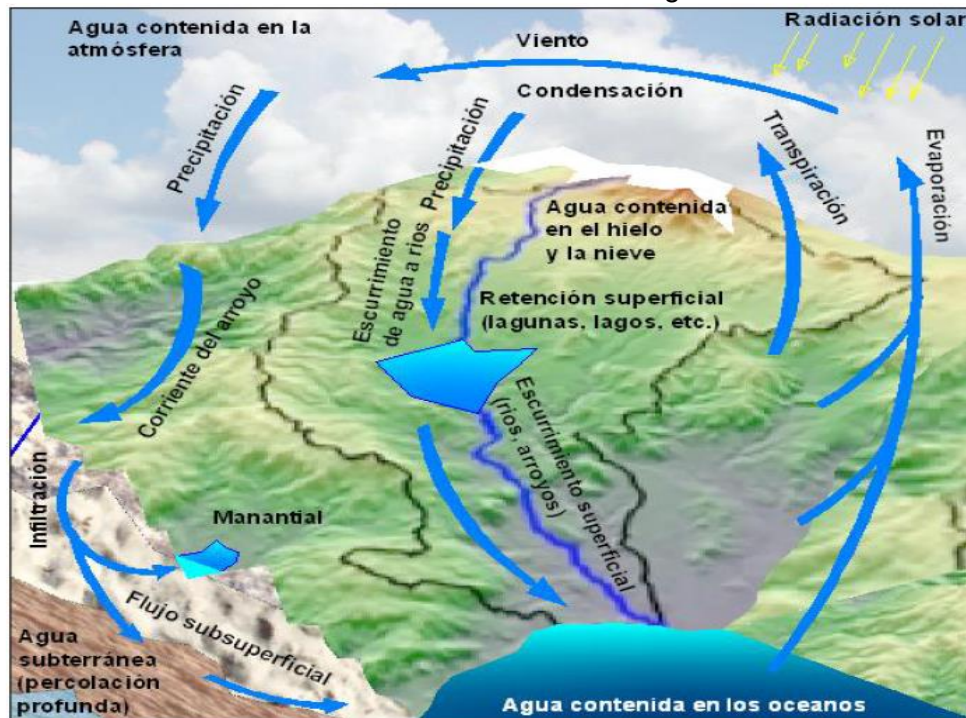 Agua contenida en la
atmósfera
Radiación solar
Viento
Condensación
Precipitación
Precipitación
Transpiración
Evaporación
Agua contenida
en el hielo
y la nieve
Escurrimiento
de agua a ríos
Retención superficial
(lagunas, lagos, etc.)
Corriente del arroyo
Escurrimiento superficial
(ríos, arroyos)
Infiltración
Manantial
Flujo subsuperficial
Agua
subterránea
(percolación
profunda)
Agua contenida en los oceanos